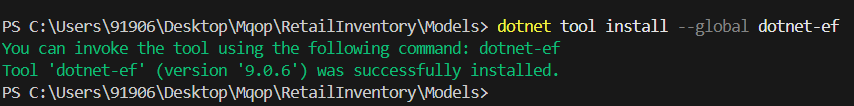 PS C:\Users\91906\Desktop\Mqop\RetailInventory\Models> dotnet tool install --global dotnet-ef
You can invoke the tool using the following command: dotnet-ef
Tool 'dotnet-ef' (version '9.0.6') was successfully installed.
PS C:\Users\91906\Desktop\Mqop\RetailInventory\Models>